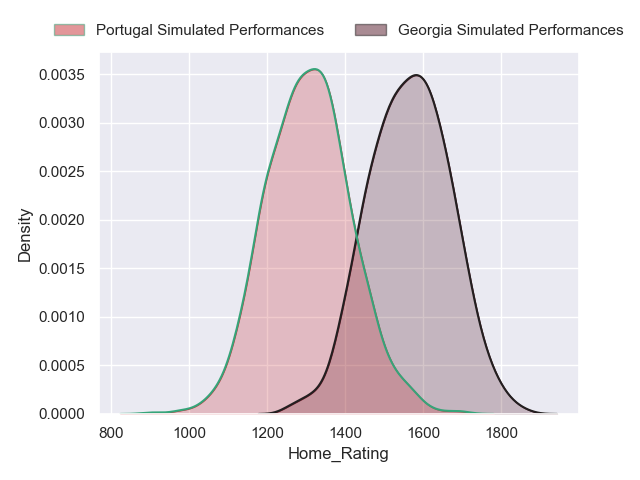 Portugal Simulated Performances Georgia Simulated Performances
0.0035
0.0030
0.0025
0.0020
0.0015
0.0010
0.0005
0.0000
Density
800 1000 1200 1400 1600 1800
Home_Rating